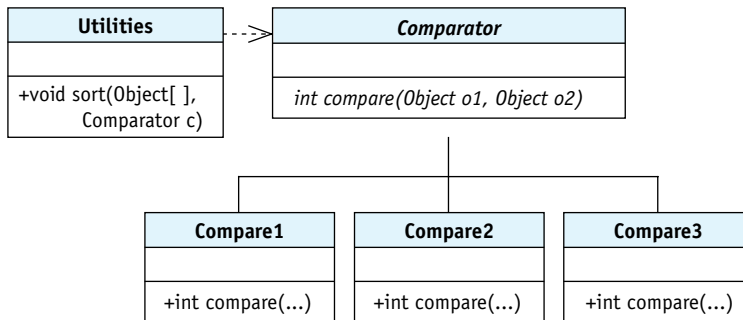 Utilities
+void sort(Object[ ],
Comparator c)
Comparator
int compare(Object o1, Object o2)
Compare1
+int compare(...)
Compare2
+int compare(...)
Compare3
+int compare(...)